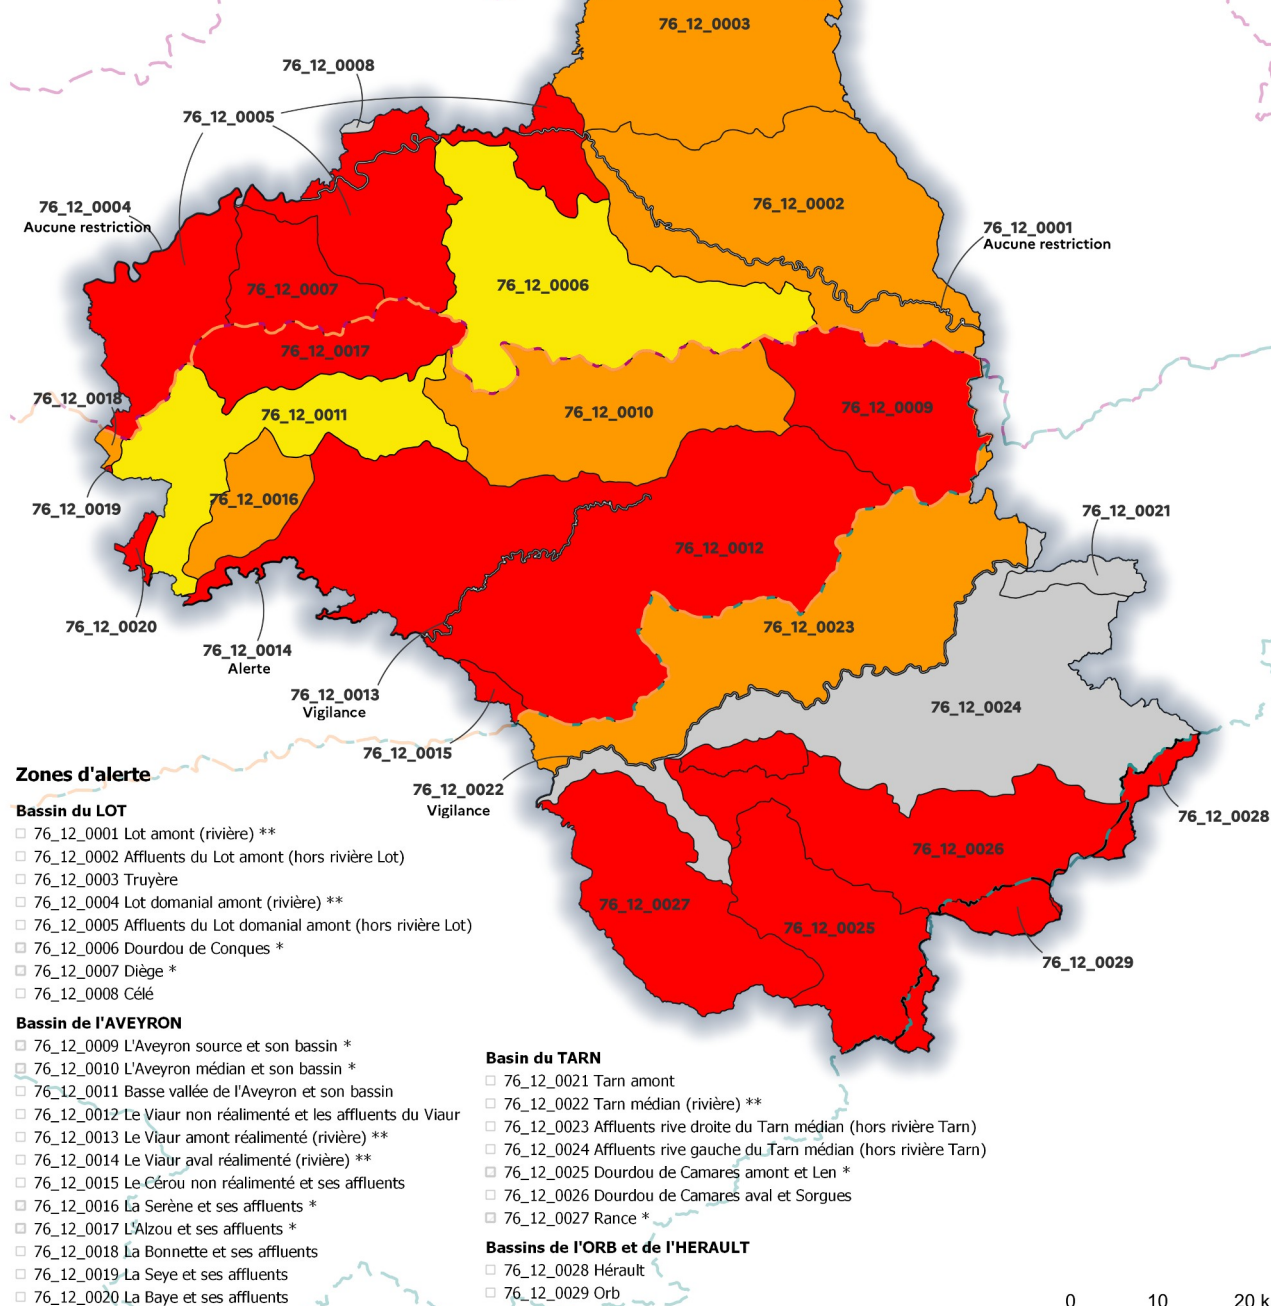 76_12_0003
76_12_0008
76_12_0005
76_12_0004
Aucune restriction
76_12_0002
76_12_0001
Aucune restriction
76_12_0007
76_12_0006
76_12_0017
76_12_0018
76_12_0011
76_12_0010
76_12_0009
76_12_0019
76_12_0016
76_12_0021
76_12_0012
76_12_0020
76_12_0023
76_12_0014
Alerte
76_12_0013
Vigilance
76_12_0024
76_12_0015
76_12_0022
Vigilance
76_12_0028
76_12_0026
76_12_0027
76_12_0025
76_12_0029
Zones d'alerte
Bassin du LOT
76_12_0001 Lot amont (rivière) **
76_12_0002 Affluents du Lot amont (hors rivière Lot)
76_12_0003 Truyère
76_12_0004 Lot domanial amont (rivière) **
76_12_0005 Affluents du Lot domanial amont (hors rivière Lot)
76_12_0006 Dourdou de Conques *
76_12_0007 Diège *
76_12_0008 Célé
Bassin de l'AVEYRON
76_12_0009 L'Aveyron source et son bassin *
76_12_0010 L'Aveyron médian et son bassin *
76_12_0011 Basse vallée de l'Aveyron et son bassin
76_12_0012 Le Viaur non réalimenté et les affluents du Viaur
76_12_0013 Le Viaur amont réalimenté (rivière) **
76_12_0014 Le Viaur aval réalimenté (rivière) **
76_12_0015 Le Cérou non réalimenté et ses affluents
76_12_0016 La Serène et ses affluents *
76_12_0017 L'Alzou et ses affluents *
76_12_0018 La Bonnette et ses affluents
76_12_0019 La Seye et ses affluents
76_12_0020 La Baye et ses affluents
Basin du TARN
76_12_0021 Tarn amont
76_12_0022 Tarn médian (rivière) **
76_12_0023 Affluents rive droite du Tarn médian (hors rivière Tarn)
76_12_0024 Affluents rive gauche du Tarn médian (hors rivière Tarn)
76_12_0025 Dourdou de Camares amont et Len *
76_12_0026 Dourdou de Camares aval et Sorgues
76_12_0027 Rance *
Bassins de l'ORB et de l'HERAULT
76_12_0028 Hérault
76_12_0029 Orb
0 10 20 k